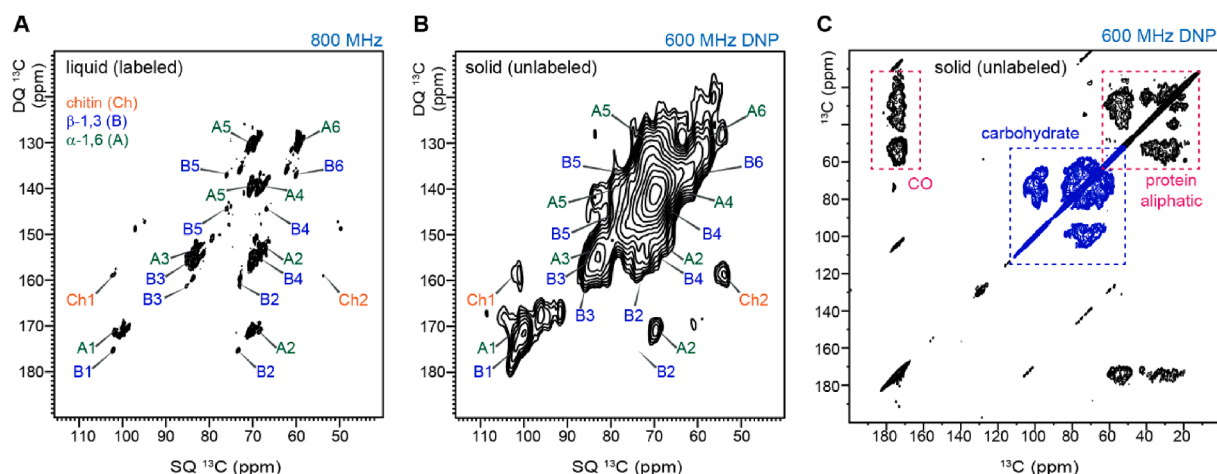 A
800 MHz
liquid (labeled)
chitin (Ch)
β-1,3 (B)
α-1,6 (A)
A5
A6
B5
B6
A5
A4
B5
B4
A3
A2
B3
B4
B3
B2
Ch1
Ch2
A1
A2
B1
B2
DQ ¹³C
(ppm)
130
140
150
160
170
180
100
90
80
70
60
50
SQ ¹³C (ppm)
B
600 MHz DNP
solid (unlabeled)
A5
A6
B5
B6
A5
A4
B5
B4
A3
A2
B3
B4
Ch1
B3
B2
Ch2
A1
A2
B1
B2
DQ ¹³C
(ppm)
130
140
150
160
170
180
100
90
80
70
60
50
SQ ¹³C (ppm)
C
600 MHz DNP
solid (unlabeled)
carbohydrate
CO
protein
aliphatic
¹³C (ppm)
20
40
60
80
100
120
140
160
180
180
160
140
120
100
80
60
40
20
¹³C (ppm)